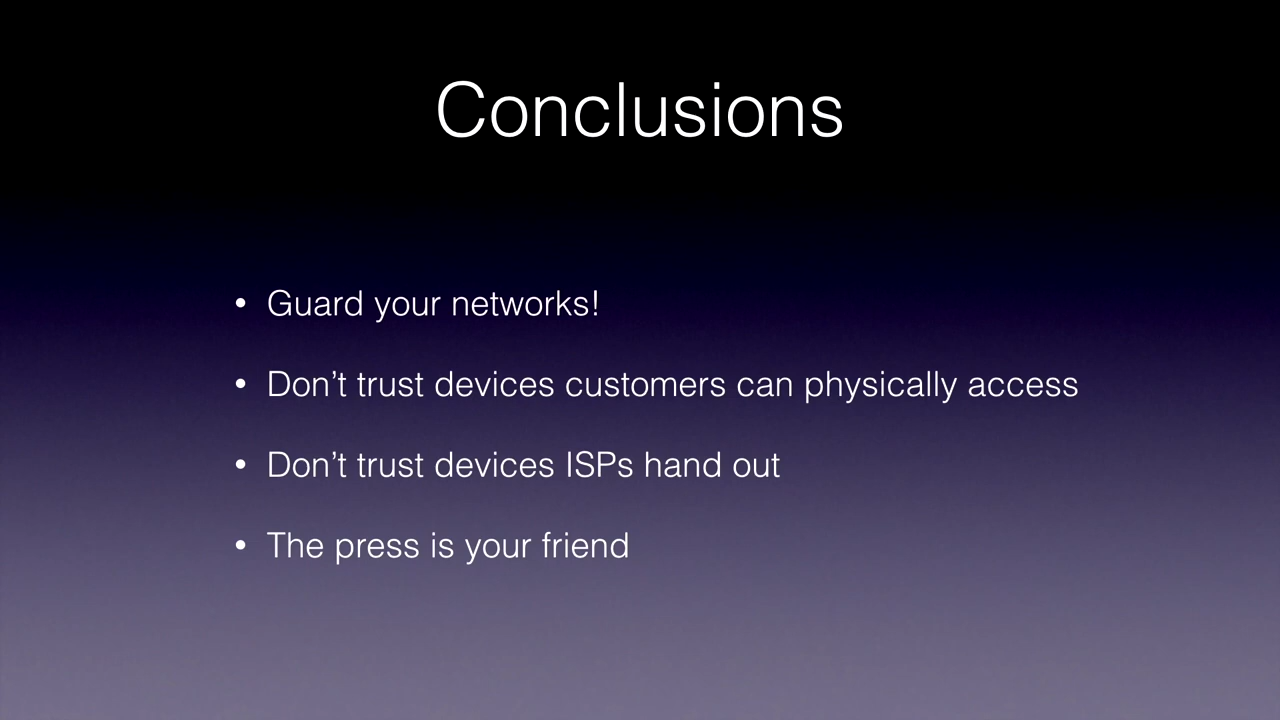 Conclusions
• Guard your networks!
• Don’t trust devices customers can physically access
• Don’t trust devices ISPs hand out
• The press is your friend